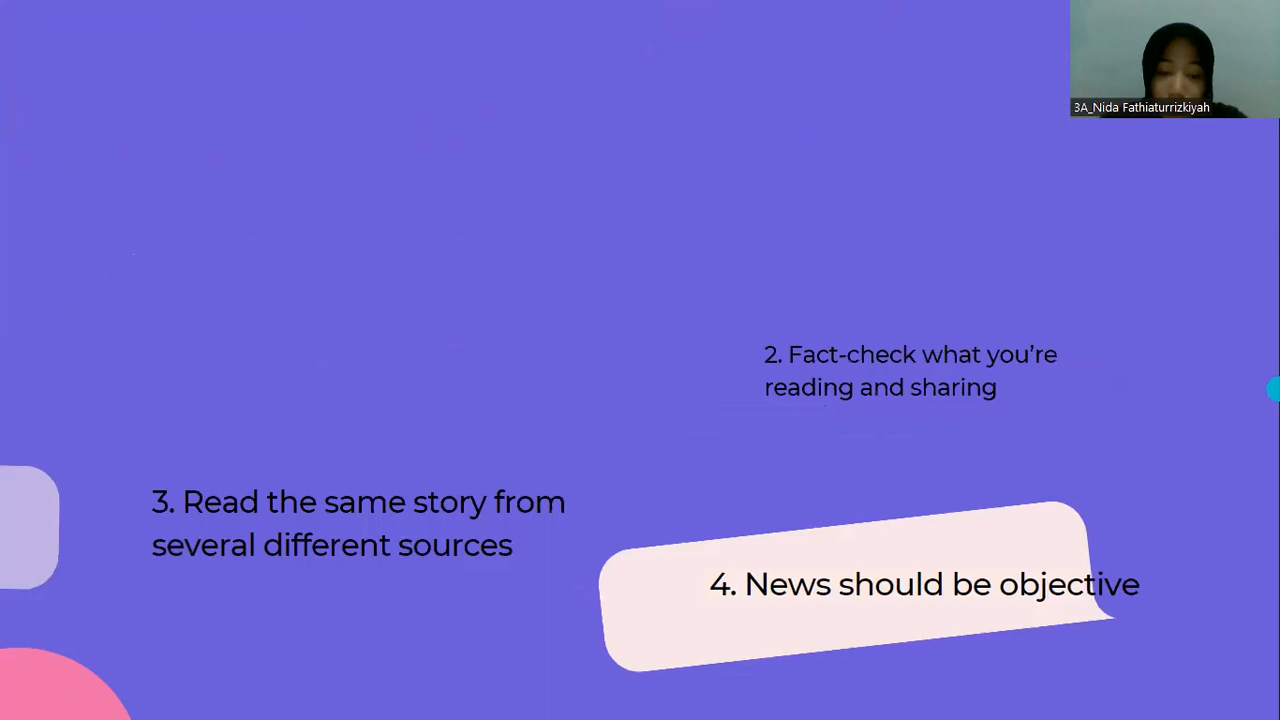 3A_Nida Fathiaturrizkiyah
2. Fact-check what you’re
reading and sharing
3. Read the same story from
several different sources
4. News should be objective